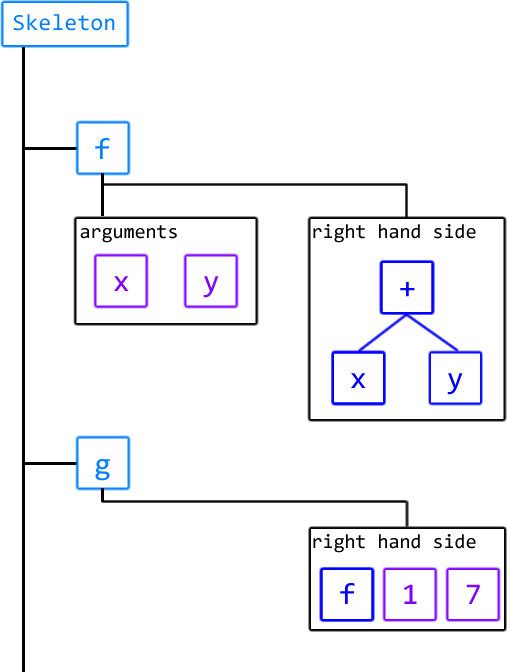 Skeleton
f
arguments
x y
right hand side
+
x y
g
right hand side
f 1 7